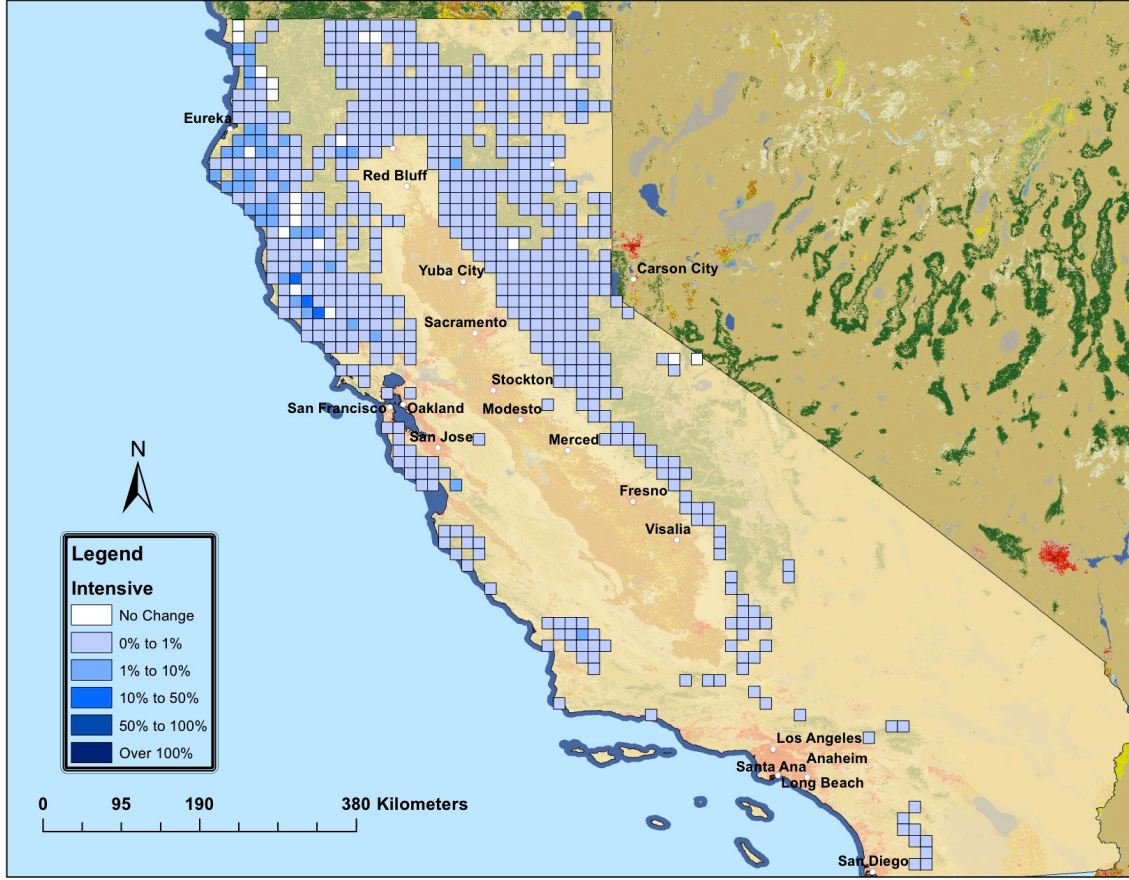 Eureka
Red Bluff
Yuba City
Carson City
Sacramento
Stockton
San Francisco
Oakland
Modesto
San Jose
Merced
Fresno
Visalia
N
Legend
Intensive
No Change
0% to 1%
1% to 10%
10% to 50%
50% to 100%
Over 100%
Los Angeles
Anaheim
Santa Ana
Long Beach
0 95 190 380 Kilometers
San Diego